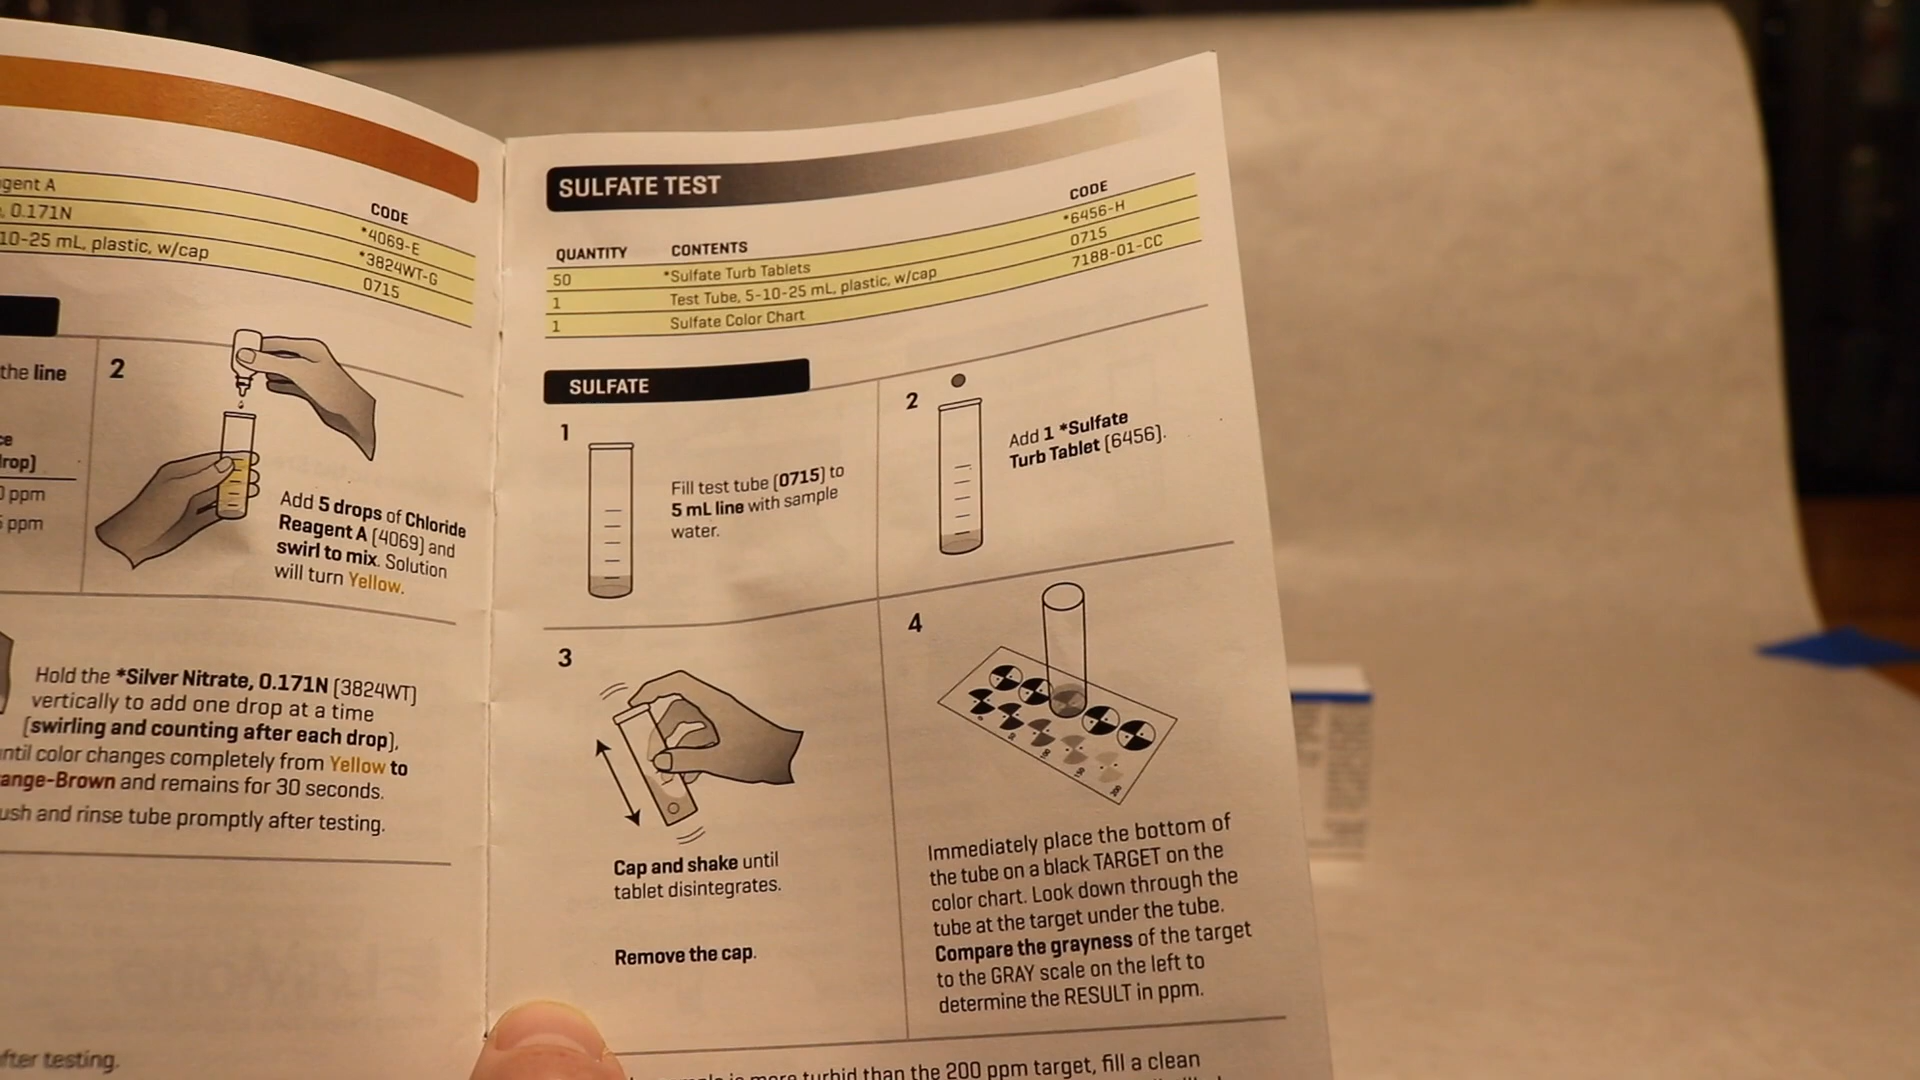 gent A
, 0.171N
10-25 mL, plastic, w/cap
CODE
*4069-E
*3824WT-G
0715
the line
rop)
ppm
ppm
2
Add 5 drops of Chloride
Reagent A (4069) and
swirl to mix. Solution
will turn Yellow.
Hold the *Silver Nitrate, 0.171N (3824WT)
vertically to add one drop at a time
(swirling and counting after each drop),
ntil color changes completely from Yellow to
ange-Brown and remains for 30 seconds.
ush and rinse tube promptly after testing.
fter testing.
SULFATE TEST
QUANTITY CONTENTS CODE
50 *Sulfate Turb Tablets *6456-H
1 Test Tube, 5-10-25 mL, plastic, w/cap 0715
1 Sulfate Color Chart 7188-01-CC
SULFATE
1
Fill test tube (0715) to
5 mL line with sample
water.
2
Add 1 *Sulfate
Turb Tablet (6456).
3
Cap and shake until
tablet disintegrates.
Remove the cap.
4
Immediately place the bottom of
the tube on a black TARGET on the
color chart. Look down through the
tube at the target under the tube.
Compare the grayness of the target
to the GRAY scale on the left to
determine the RESULT in ppm.
is more turbid than the 200 ppm target, fill a clean